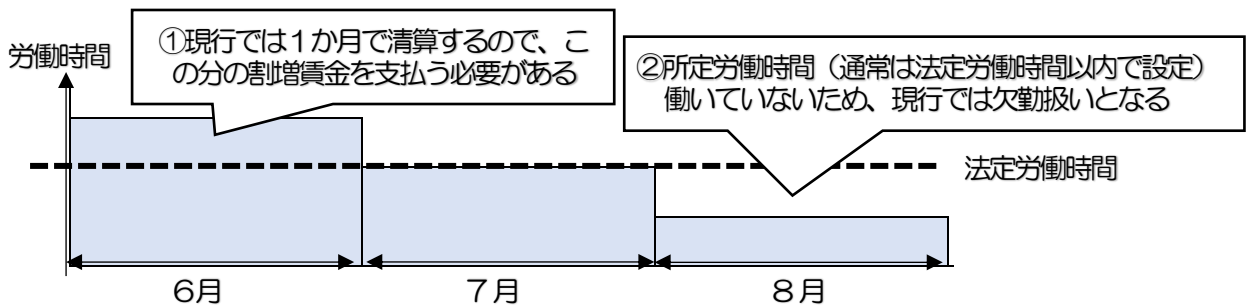 労働時間
①現行では１か月で清算するので、こ
の分の割増賃金を支払う必要がある
②所定労働時間（通常は法定労働時間以内で設定）
働いていないため、現行では欠勤扱いとなる
法定労働時間
６月
７月
８月